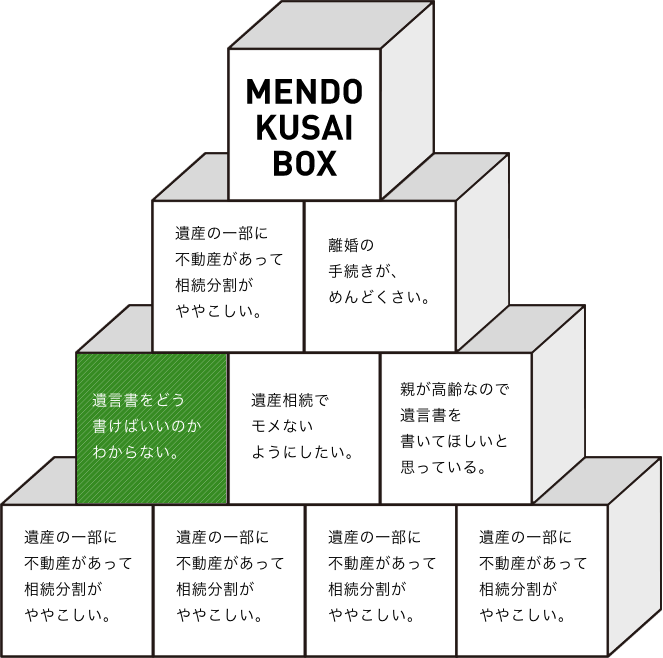 MENDO
KUSAI
BOX
遺産の一部に
不動産があって
相続分割が
ややこしい。
離婚の
手続きが、
めんどくさい。
遺言書をどう
書けばいいのか
わからない。
遺産相続で
モメない
ようにしたい。
親が高齢なので
遺言書を
書いてほしいと
思っている。
遺産の一部に
不動産があって
相続分割が
ややこしい。
遺産の一部に
不動産があって
相続分割が
ややこしい。
遺産の一部に
不動産があって
相続分割が
ややこしい。
遺産の一部に
不動産があって
相続分割が
ややこしい。